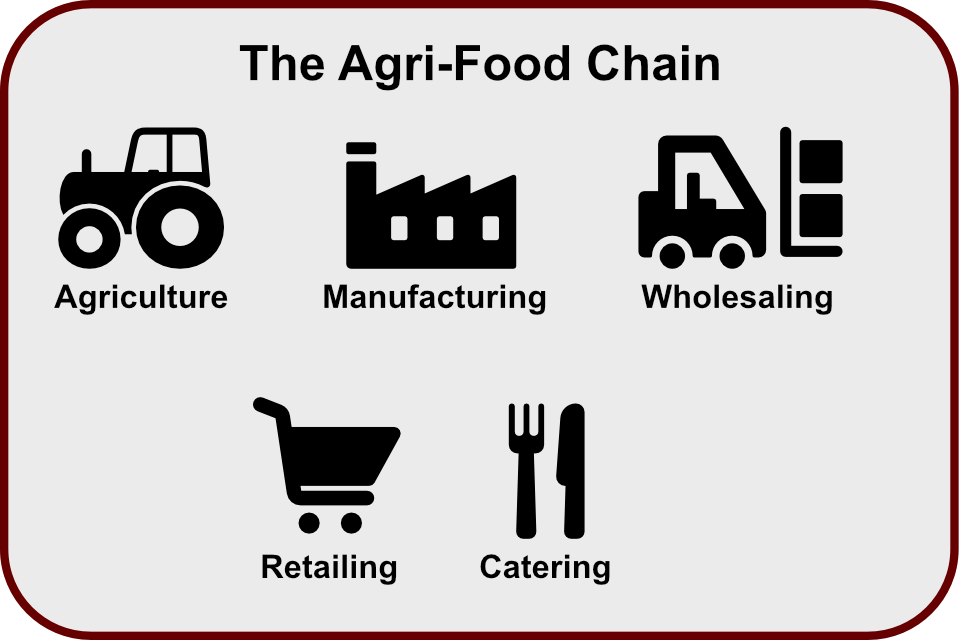 The Agri-Food Chain
Agriculture
Manufacturing
Wholesaling
Retailing
Catering